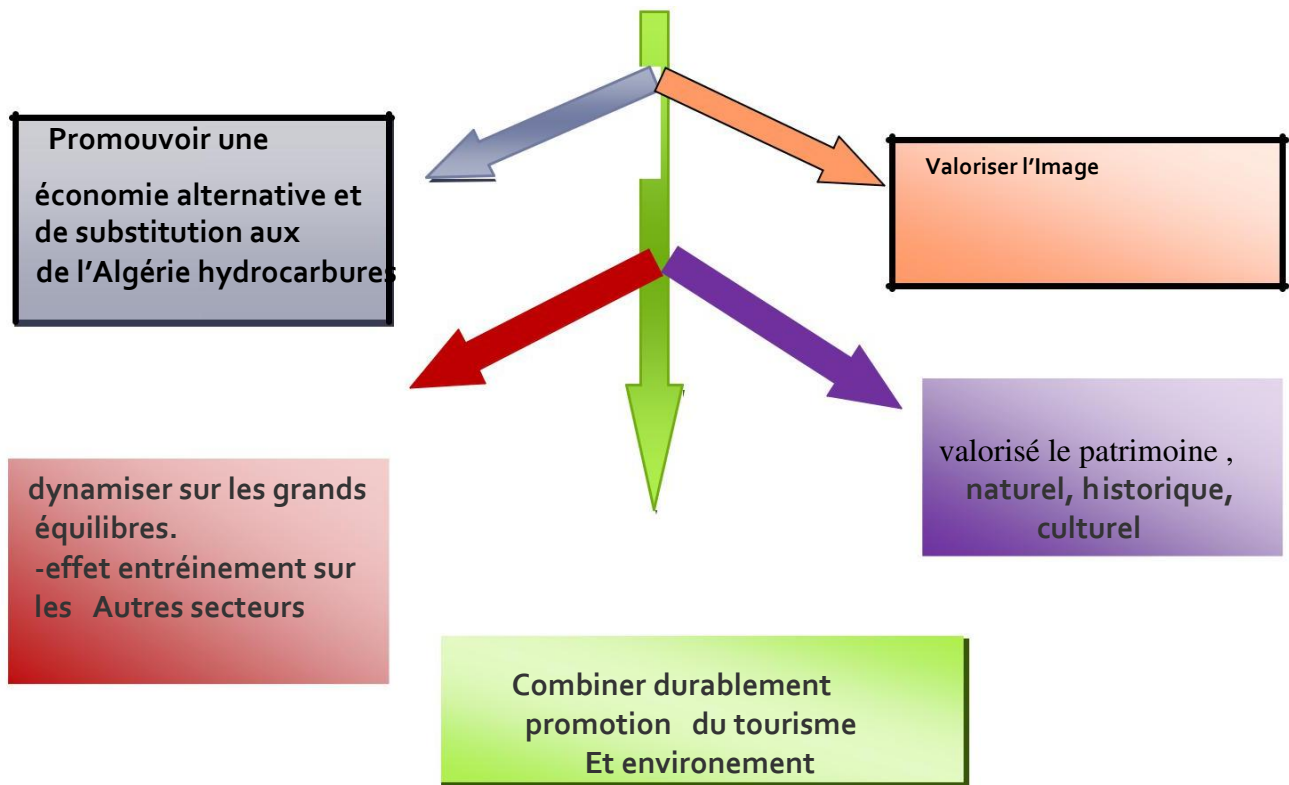 Promouvoir une
économie alternative et
de substitution aux
de l'Algérie hydrocarbures
Valoriser l'Image
dynamiser sur les grands
équilibres.
-effet entréinement sur
les Autres secteurs
valorisé le patrimoine ,
naturel, historique,
culturel
Combiner durablement
promotion du tourisme
Et environement